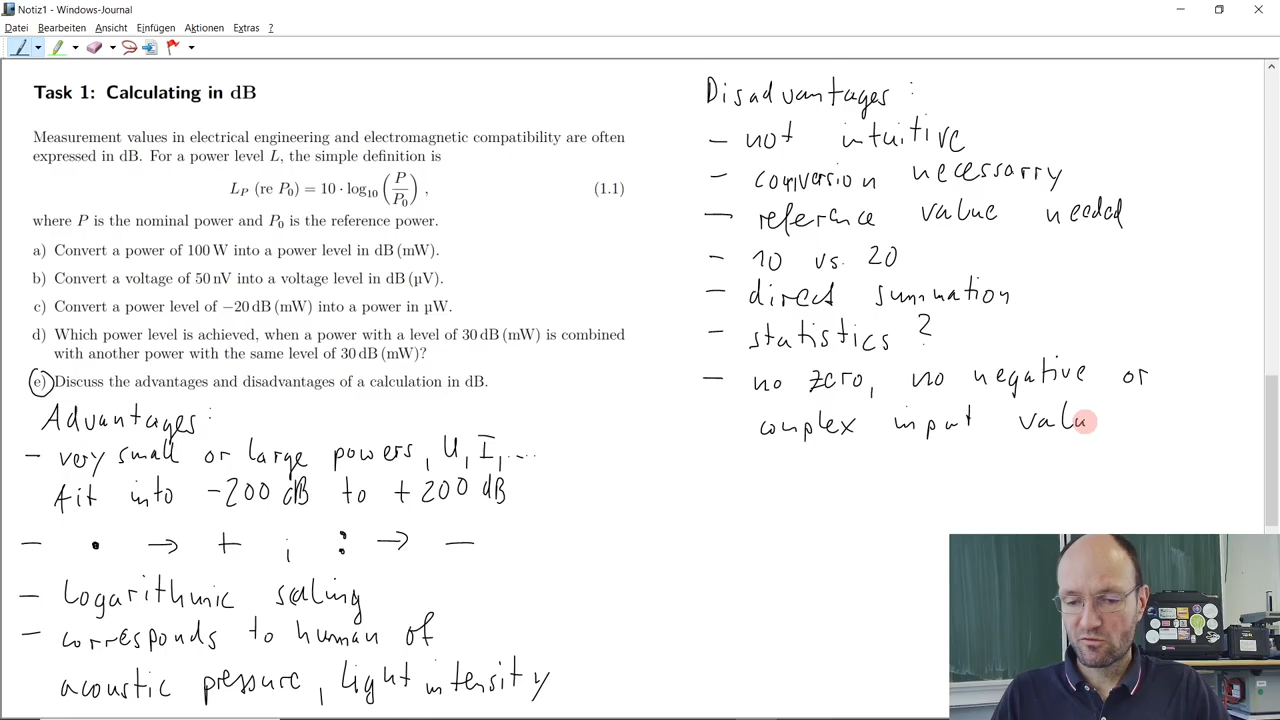 Notiz1 - Windows-Journal
Datei Bearbeiten Ansicht Einfügen Aktionen Extras ?
Task 1: Calculating in dB
Measurement values in electrical engineering and electromagnetic compatibility are often
expressed in dB. For a power level L, the simple definition is
L_P (re P_0) = 10 · log_10 (P/P_0) , (1.1)
where P is the nominal power and P_0 is the reference power.
a) Convert a power of 100 W into a power level in dB (mW).
b) Convert a voltage of 50 nV into a voltage level in dB (µV).
c) Convert a power level of −20 dB (mW) into a power in µW.
d) Which power level is achieved, when a power with a level of 30 dB (mW) is combined
with another power with the same level of 30 dB (mW)?
e) Discuss the advantages and disadvantages of a calculation in dB.
Advantages:
– very small or large powers, U, I, ...
fit into -200 dB to +200 dB
– · → + ; : → –
– logarithmic scaling
– corresponds to human of
acoustic pressure, light intensity
Disadvantages:
– not intuitive
– conversion necessarry
– reference value needed
– 10 vs. 20
– direct summation
– statistics ?
– no zero, no negative or
complex input valu